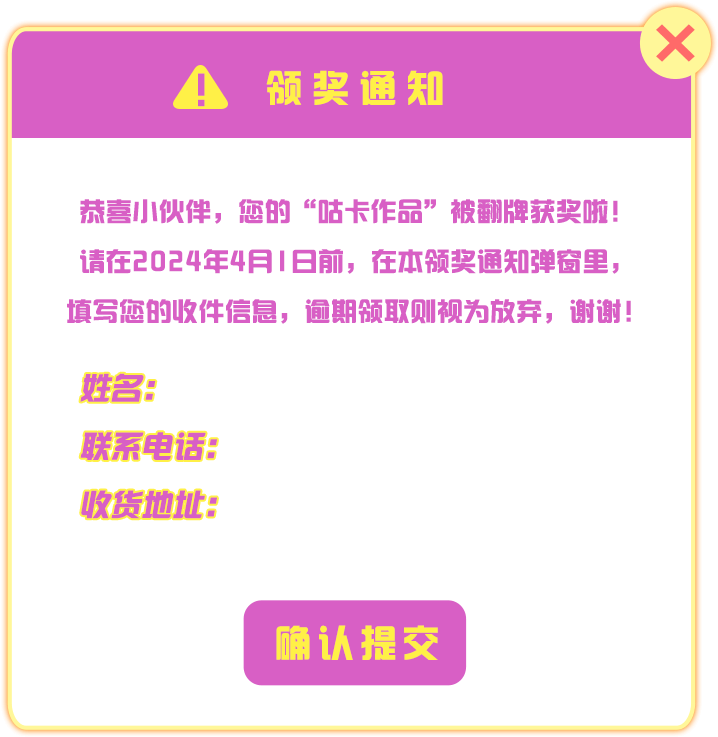 领奖通知
恭喜小伙伴，您的“咕卡作品”被翻牌获奖啦！
请在2024年4月1日前，在本领奖通知弹窗里，
填写您的收件信息，逾期领取则视为放弃，谢谢！
姓名：
联系电话：
收货地址：
确认提交